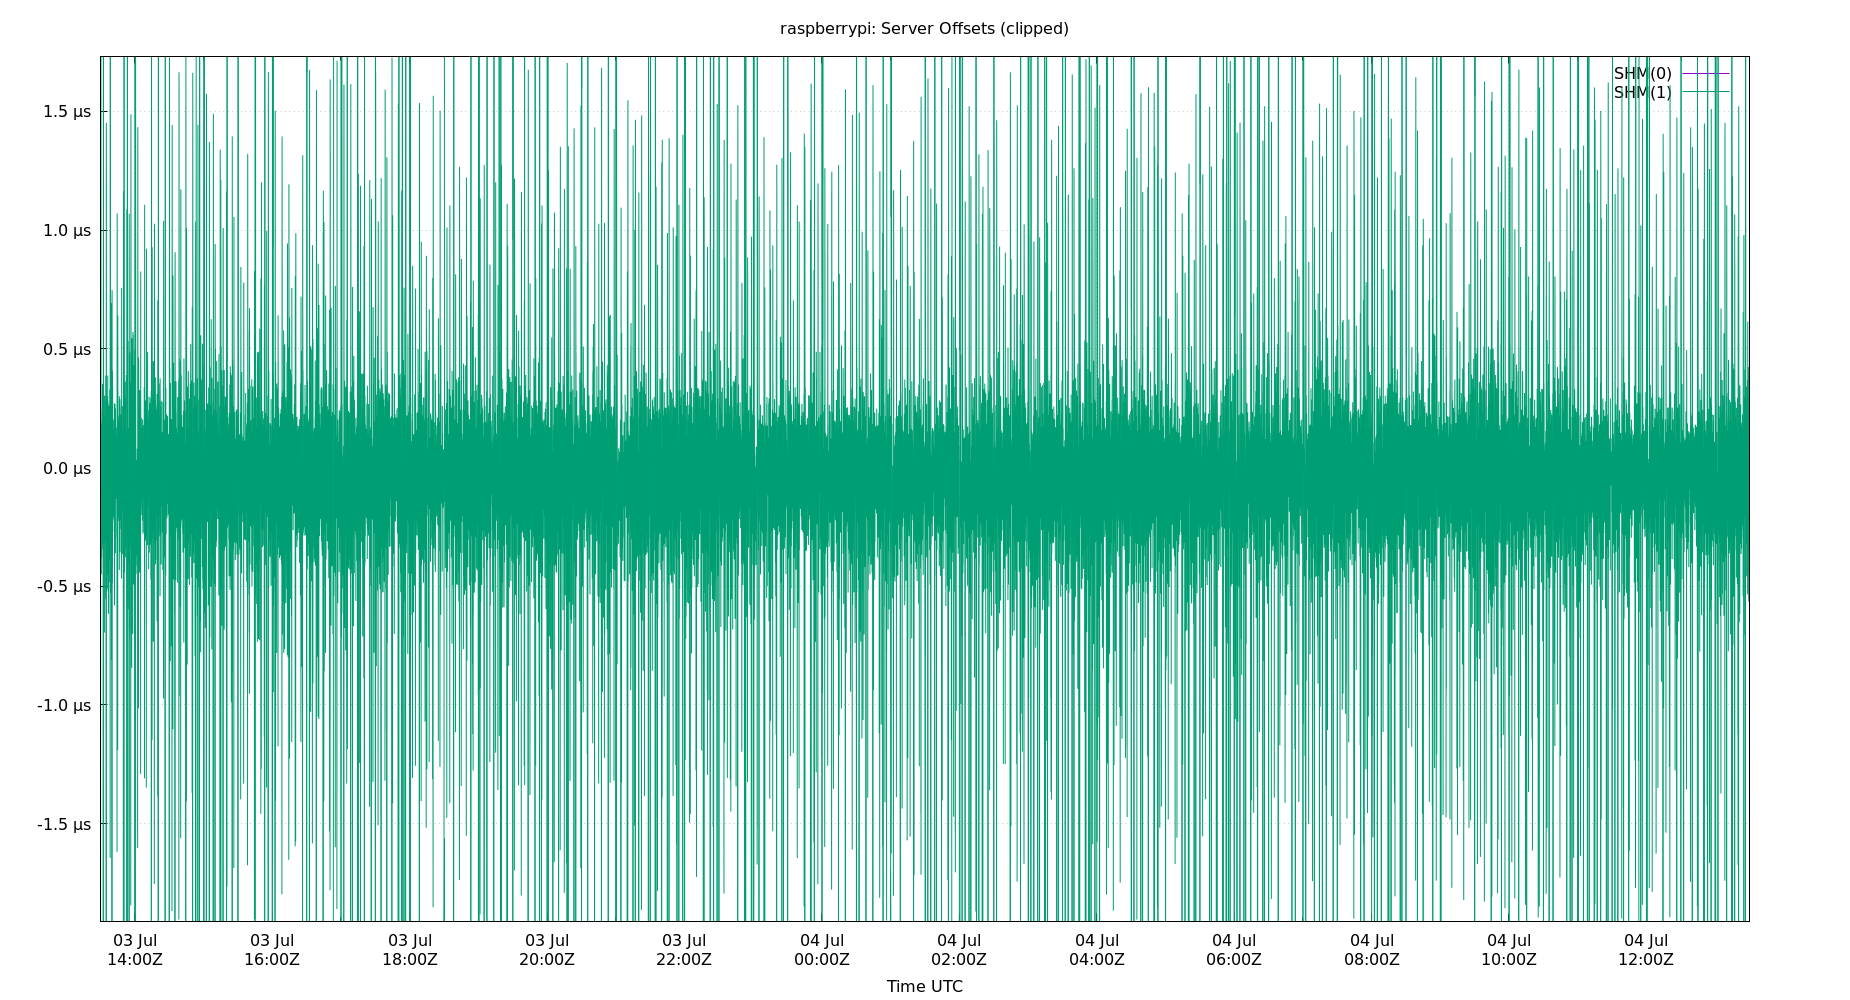 raspberrypi: Server Offsets (clipped)
SHM(0)
SHM(1)
1.5 µs
1.0 µs
0.5 µs
0.0 µs
-0.5 µs
-1.0 µs
-1.5 µs
03 Jul 03 Jul 03 Jul 03 Jul 03 Jul 04 Jul 04 Jul 04 Jul 04 Jul 04 Jul 04 Jul 04 Jul
14:00Z 16:00Z 18:00Z 20:00Z 22:00Z 00:00Z 02:00Z 04:00Z 06:00Z 08:00Z 10:00Z 12:00Z
Time UTC